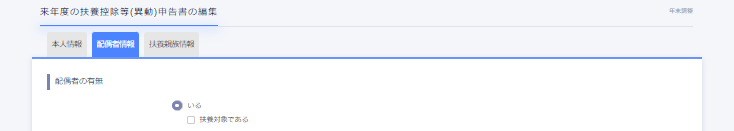 来年度の扶養控除等(異動)申告書の編集
年末調整
本人情報 配偶者情報 扶養親族情報
配偶者の有無
いる
扶養対象である